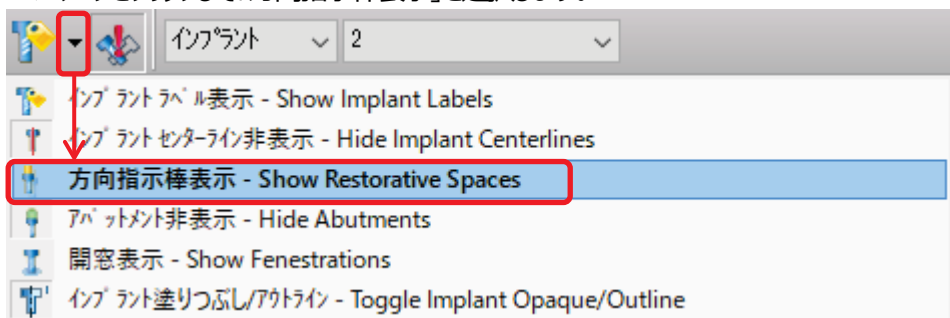 インプラント 2
インプラントラベル表示 - Show Implant Labels
インプラントセンターライン非表示 - Hide Implant Centerlines
方向指示棒表示 - Show Restorative Spaces
アバットメント非表示 - Hide Abutments
開窓表示 - Show Fenestrations
インプラント塗りつぶし/アウトライン - Toggle Implant Opaque/Outline